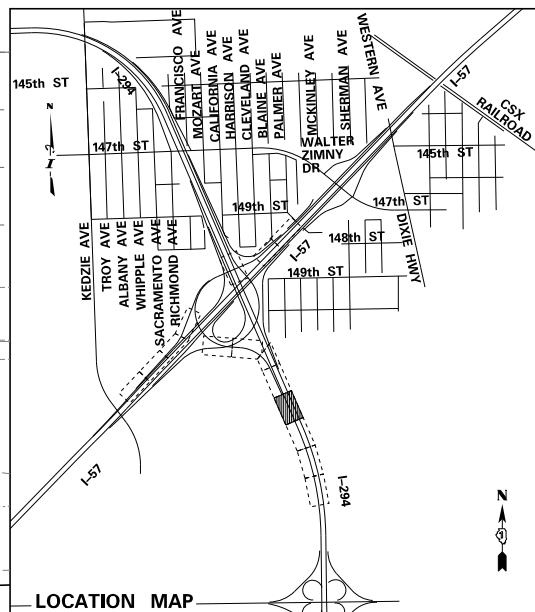 145th ST
I-294
FRANCISCO AVE
MOZART AVE
CALIFORNIA AVE
HARRISON AVE
CLEVELAND AVE
BLAINE AVE
PALMER AVE
MCKINLEY AVE
SHERMAN AVE
WESTERN AVE
I-57
CSX
RAILROAD
147th ST
WALTER
ZIMNY
DR
145th ST
149th ST
147th ST
KEDZIE AVE
TROY AVE
ALBANY AVE
WHIPPLE AVE
SACRAMENTO AVE
RICHMOND AVE
I-57
148th ST
DIXIE HWY
149th ST
I-57
I-294
N
LOCATION MAP